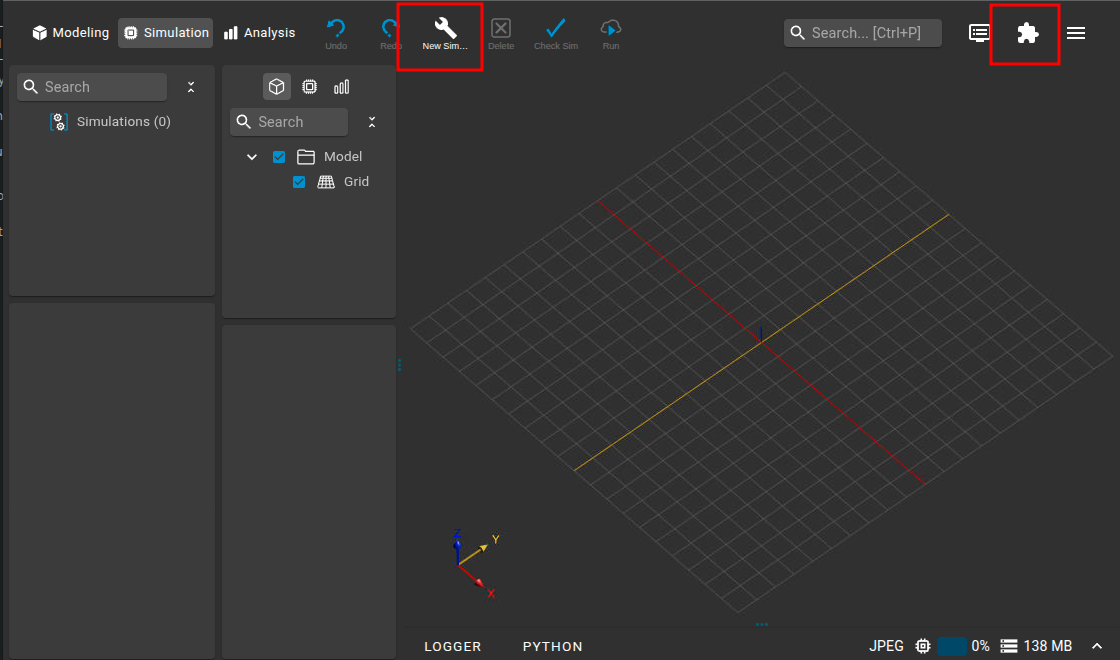 Modeling Simulation Analysis
Undo Redo New Sim... Delete Check Sim Run
Search... [Ctrl+P]
Search
Simulations (0)
Search
Model
Grid
Z
Y
X
LOGGER PYTHON JPEG 0% 138 MB